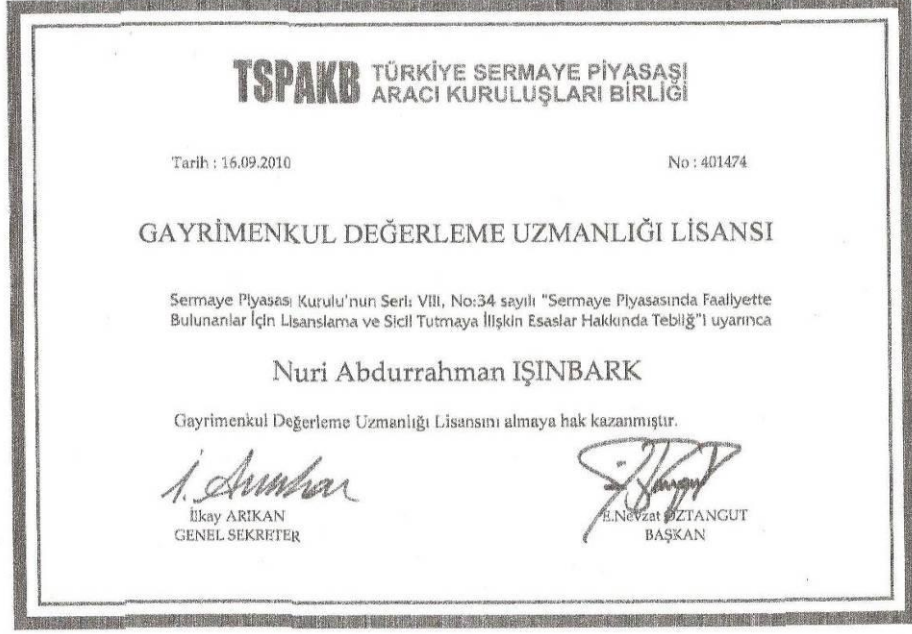 TSPAKB TÜRKİYE SERMAYE PİYASASI
ARACI KURULUŞLARI BİRLİĞİ
Tarih : 16.09.2010 No : 401474
GAYRİMENKUL DEĞERLEME UZMANLIĞI LİSANSI
Sermaye Piyasası Kurulu'nun Seri: VIII, No:34 sayılı "Sermaye Piyasasında Faaliyette
Bulunanlar İçin Lisanslama ve Sicil Tutmaya İlişkin Esaslar Hakkında Tebliğ"i uyarınca
Nuri Abdurrahman IŞINBARK
Gayrimenkul Değerleme Uzmanlığı Lisansını almaya hak kazanmıştır.
İlkay ARIKAN E.Nevzat ÖZTANGUT
GENEL SEKRETER BAŞKAN